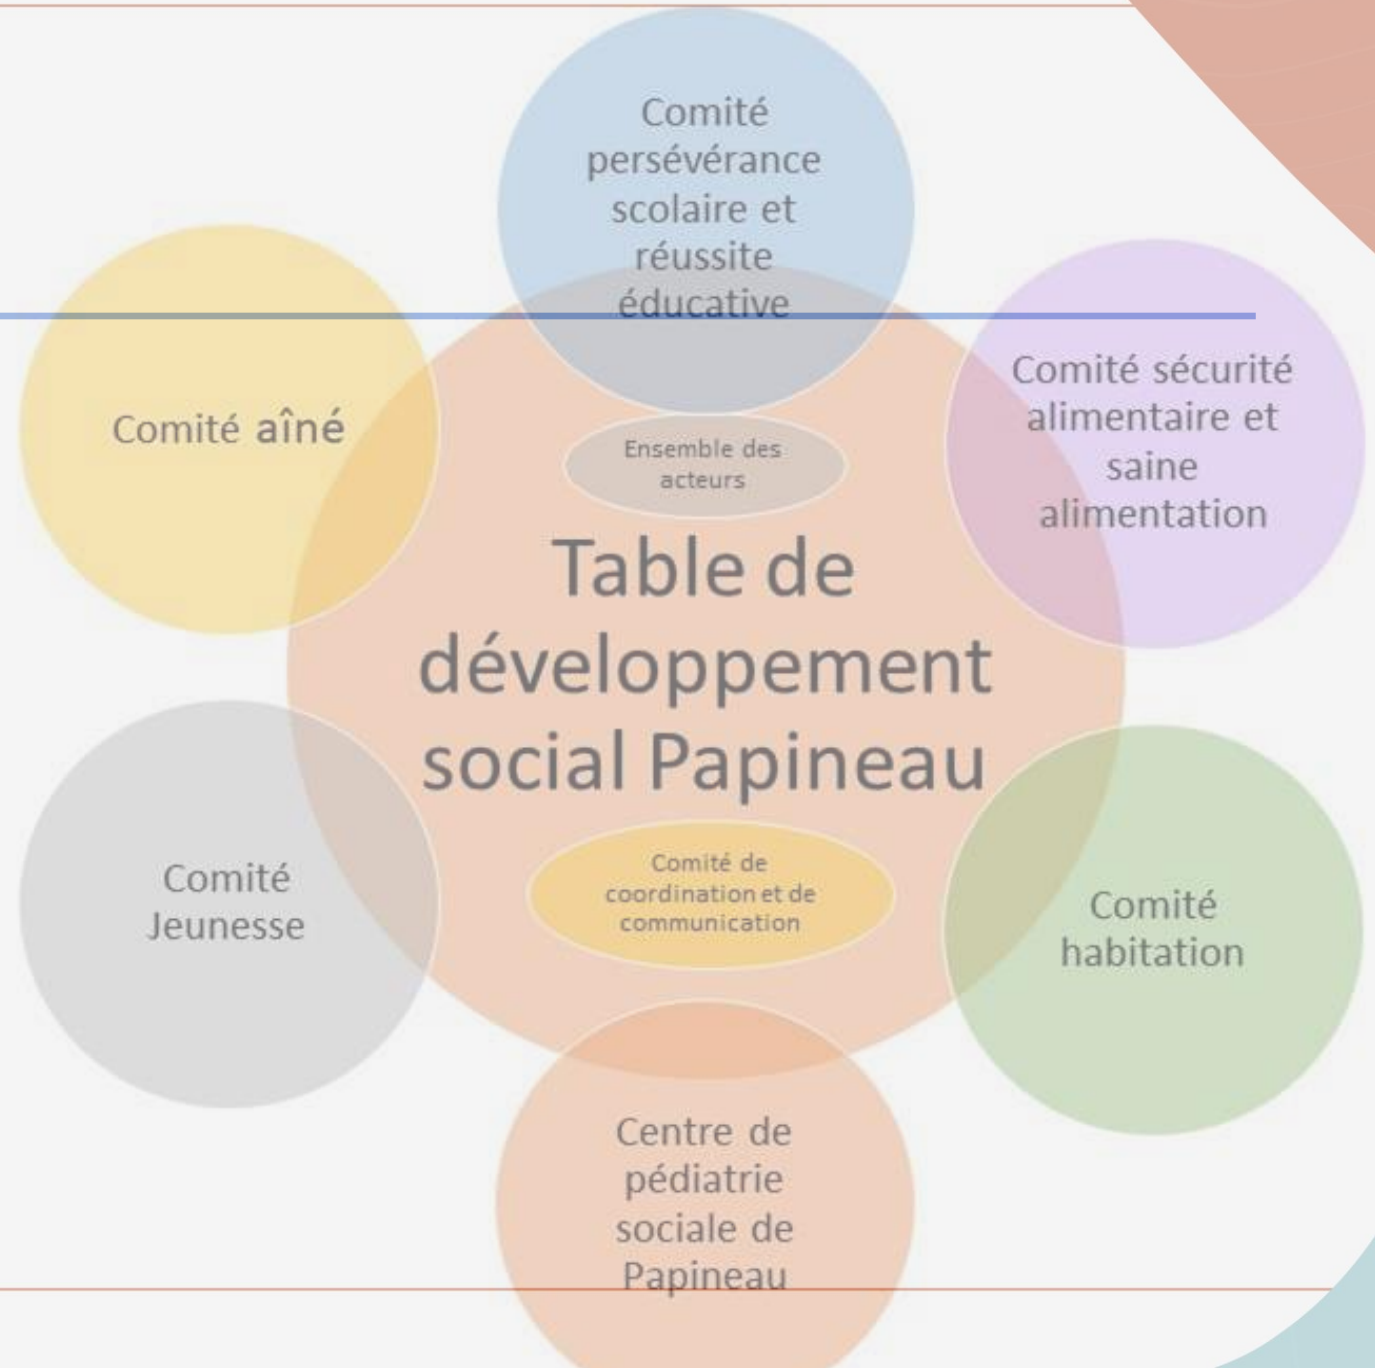 Comité
persévérance
scolaire et
réussite
éducative
Comité sécurité
alimentaire et
saine
alimentation
Comité aîné
Ensemble des
acteurs
Table de
développement
social Papineau
Comité de
coordination et de
communication
Comité
Jeunesse
Comité
habitation
Centre de
pédiatrie
sociale de
Papineau